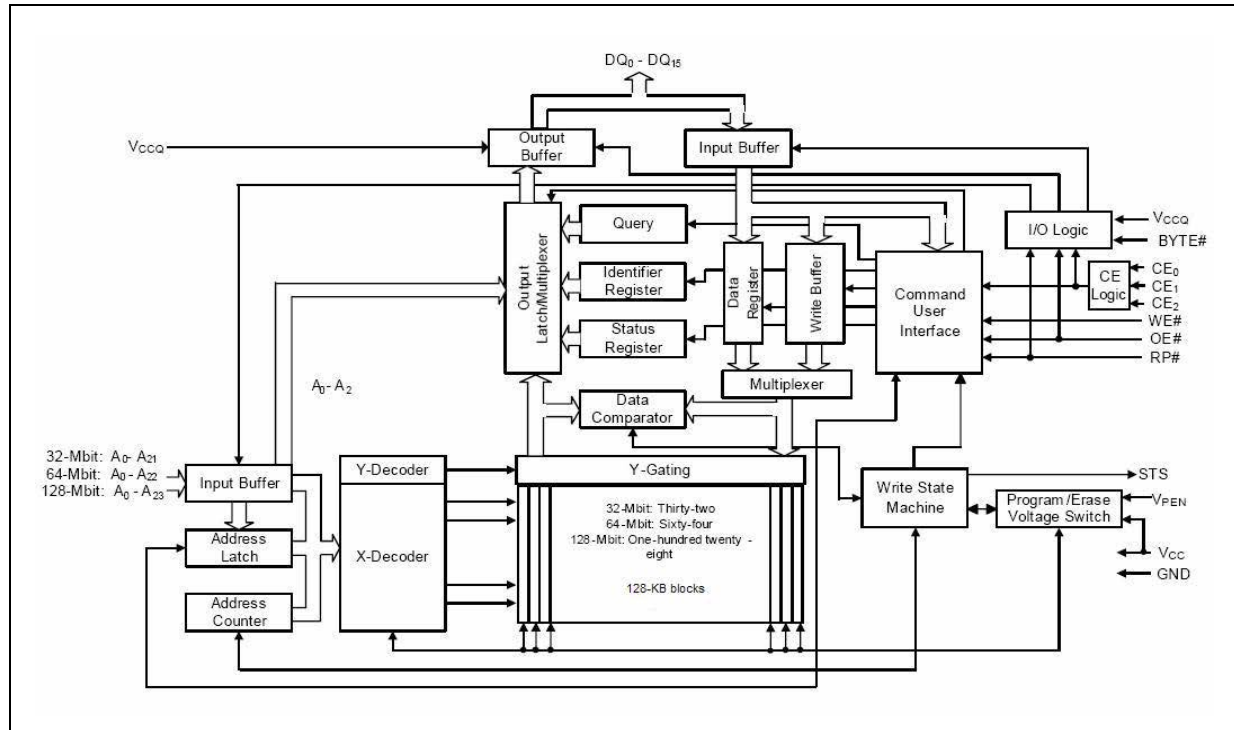 DQ0 - DQ15
Output
Buffer
Input Buffer
VCCQ
Output
Latch/Multiplexer
Query
Identifier
Register
Status
Register
Data
Register
Write Buffer
Command
User
Interface
I/O Logic
VCCQ
BYTE#
CE
Logic
CE0
CE1
CE2
WE#
OE#
RP#
Multiplexer
A0- A2
Data
Comparator
32-Mbit: A0- A21
64-Mbit: A0 - A22
128-Mbit: A0 - A23
Input Buffer
Y-Decoder
Y-Gating
Address
Latch
X-Decoder
32-Mbit: Thirty-two
64-Mbit: Sixty-four
128-Mbit: One-hundred twenty -
eight
128-KB blocks
Address
Counter
Write State
Machine
STS
Program /Erase
Voltage Switch
VPEN
VCC
GND